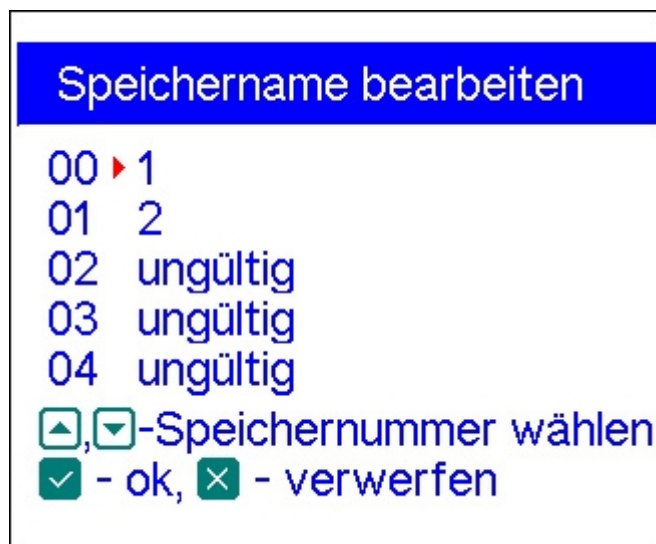 Speichername bearbeiten
00 1
01 2
02 ungültig
03 ungültig
04 ungültig
,-Speichernummer wählen
- ok, - verwerfen